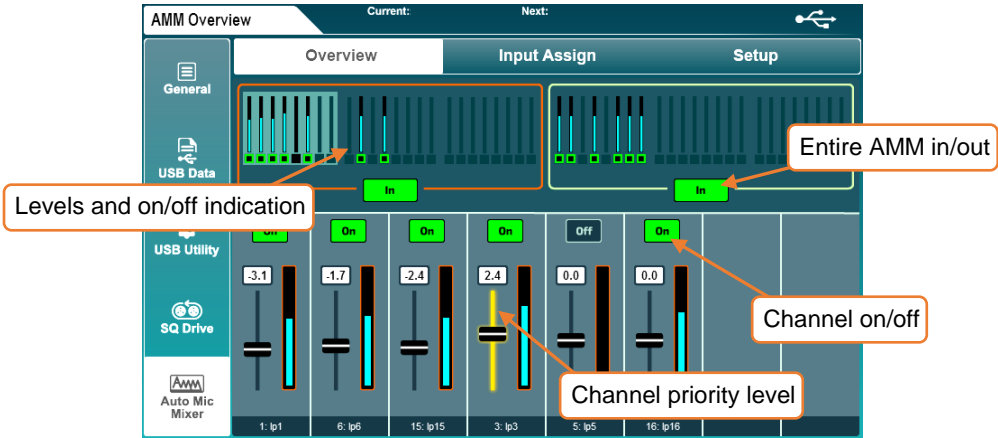 AMM Overview
Current:
Next:
Overview
Input Assign
Setup
General
USB Data
USB Utility
SQ Drive
Auto Mic
Mixer
Entire AMM in/out
In
In
Levels and on/off indication
On
On
On
On
Off
On
-3.1
-1.7
-2.4
2.4
0.0
0.0
Channel on/off
Channel priority level
1: Ip1
6: Ip6
15: Ip15
3: Ip3
5: Ip5
16: Ip16